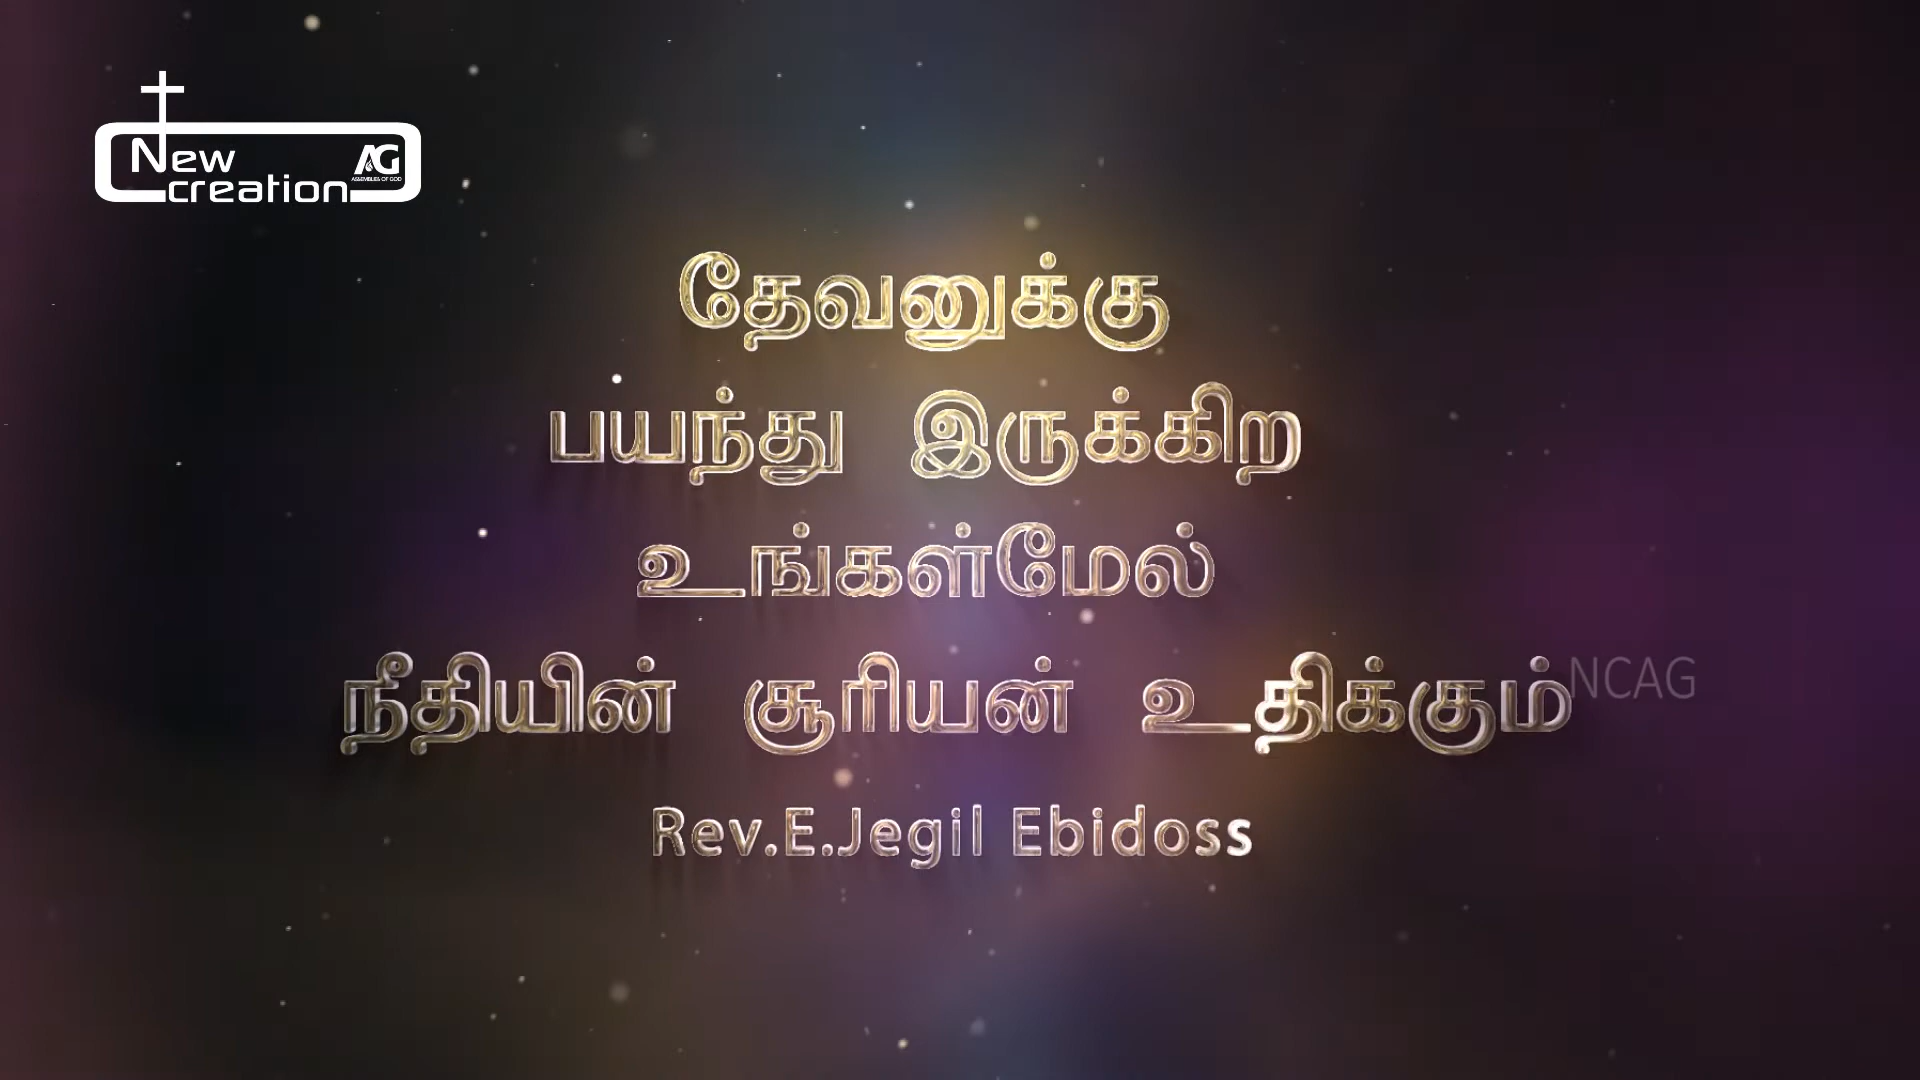 New
creation
AG
ASSEMBLIES OF GOD
தேவனுக்கு
பயந்து இருக்கிற
உங்கள்மேல்
நீதியின் சூரியன் உதிக்கும்
NCAG
Rev.E.Jegil Ebidoss